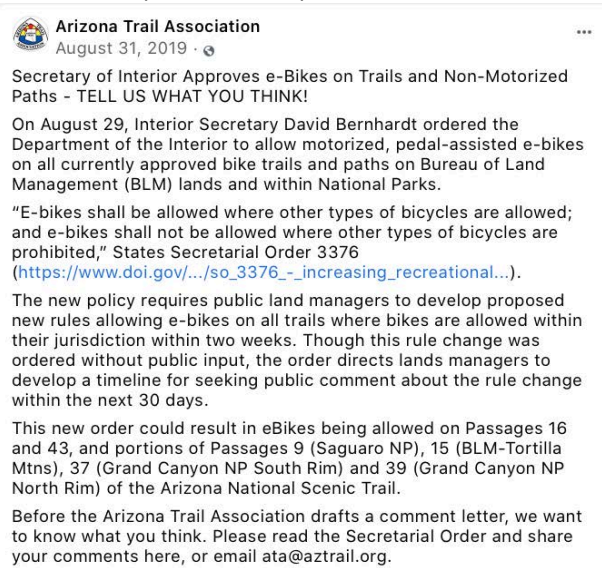 Arizona Trail Association
August 31, 2019 ·
Secretary of Interior Approves e-Bikes on Trails and Non-Motorized
Paths - TELL US WHAT YOU THINK!
On August 29, Interior Secretary David Bernhardt ordered the
Department of the Interior to allow motorized, pedal-assisted e-bikes
on all currently approved bike trails and paths on Bureau of Land
Management (BLM) lands and within National Parks.
“E-bikes shall be allowed where other types of bicycles are allowed;
and e-bikes shall not be allowed where other types of bicycles are
prohibited,” States Secretarial Order 3376
(https://www.doi.gov/.../so_3376_-_increasing_recreational...).
The new policy requires public land managers to develop proposed
new rules allowing e-bikes on all trails where bikes are allowed within
their jurisdiction within two weeks. Though this rule change was
ordered without public input, the order directs lands managers to
develop a timeline for seeking public comment about the rule change
within the next 30 days.
This new order could result in eBikes being allowed on Passages 16
and 43, and portions of Passages 9 (Saguaro NP), 15 (BLM-Tortilla
Mtns), 37 (Grand Canyon NP South Rim) and 39 (Grand Canyon NP
North Rim) of the Arizona National Scenic Trail.
Before the Arizona Trail Association drafts a comment letter, we want
to know what you think. Please read the Secretarial Order and share
your comments here, or email ata@aztrail.org.